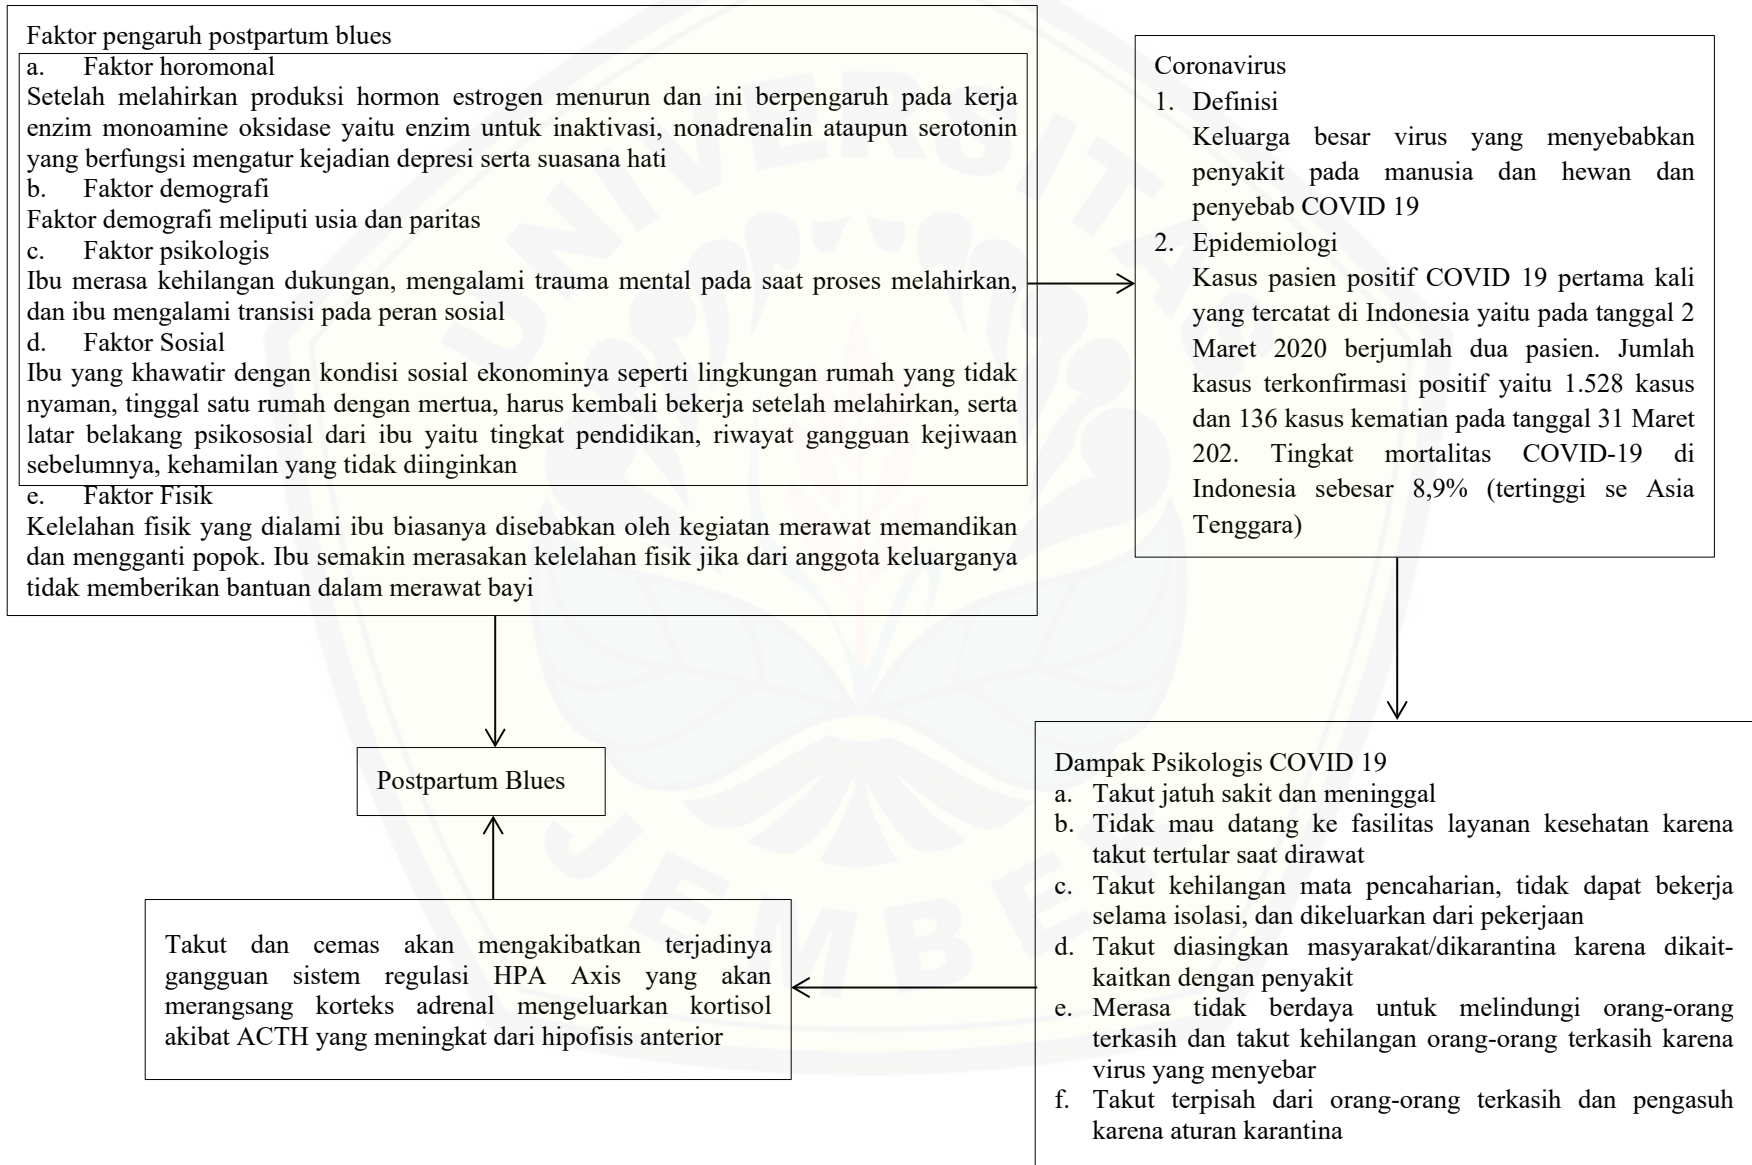 Faktor pengaruh postpartum blues
a. Faktor horomonal
Setelah melahirkan produksi hormon estrogen menurun dan ini berpengaruh pada kerja
enzim monoamine oksidase yaitu enzim untuk inaktivasi, nonadrenalin ataupun serotonin
yang berfungsi mengatur kejadian depresi serta suasana hati
b. Faktor demografi
Faktor demografi meliputi usia dan paritas
c. Faktor psikologis
Ibu merasa kehilangan dukungan, mengalami trauma mental pada saat proses melahirkan,
dan ibu mengalami transisi pada peran sosial
d. Faktor Sosial
Ibu yang khawatir dengan kondisi sosial ekonominya seperti lingkungan rumah yang tidak
nyaman, tinggal satu rumah dengan mertua, harus kembali bekerja setelah melahirkan, serta
latar belakang psikososial dari ibu yaitu tingkat pendidikan, riwayat gangguan kejiwaan
sebelumnya, kehamilan yang tidak diinginkan
e. Faktor Fisik
Kelelahan fisik yang dialami ibu biasanya disebabkan oleh kegiatan merawat memandikan
dan mengganti popok. Ibu semakin merasakan kelelahan fisik jika dari anggota keluarganya
tidak memberikan bantuan dalam merawat bayi
Coronavirus
1. Definisi
Keluarga besar virus yang menyebabkan
penyakit pada manusia dan hewan dan
penyebab COVID 19
2. Epidemiologi
Kasus pasien positif COVID 19 pertama kali
yang tercatat di Indonesia yaitu pada tanggal 2
Maret 2020 berjumlah dua pasien. Jumlah
kasus terkonfirmasi positif yaitu 1.528 kasus
dan 136 kasus kematian pada tanggal 31 Maret
202. Tingkat mortalitas COVID-19 di
Indonesia sebesar 8,9% (tertinggi se Asia
Tenggara)
Postpartum Blues
Dampak Psikologis COVID 19
a. Takut jatuh sakit dan meninggal
b. Tidak mau datang ke fasilitas layanan kesehatan karena
takut tertular saat dirawat
c. Takut kehilangan mata pencaharian, tidak dapat bekerja
selama isolasi, dan dikeluarkan dari pekerjaan
d. Takut diasingkan masyarakat/dikarantina karena dikait-
kaitkan dengan penyakit
e. Merasa tidak berdaya untuk melindungi orang-orang
terkasih dan takut kehilangan orang-orang terkasih karena
virus yang menyebar
f. Takut terpisah dari orang-orang terkasih dan pengasuh
karena aturan karantina
Takut dan cemas akan mengakibatkan terjadinya
gangguan sistem regulasi HPA Axis yang akan
merangsang korteks adrenal mengeluarkan kortisol
akibat ACTH yang meningkat dari hipofisis anterior
UNIVERSITAS
JEMBER